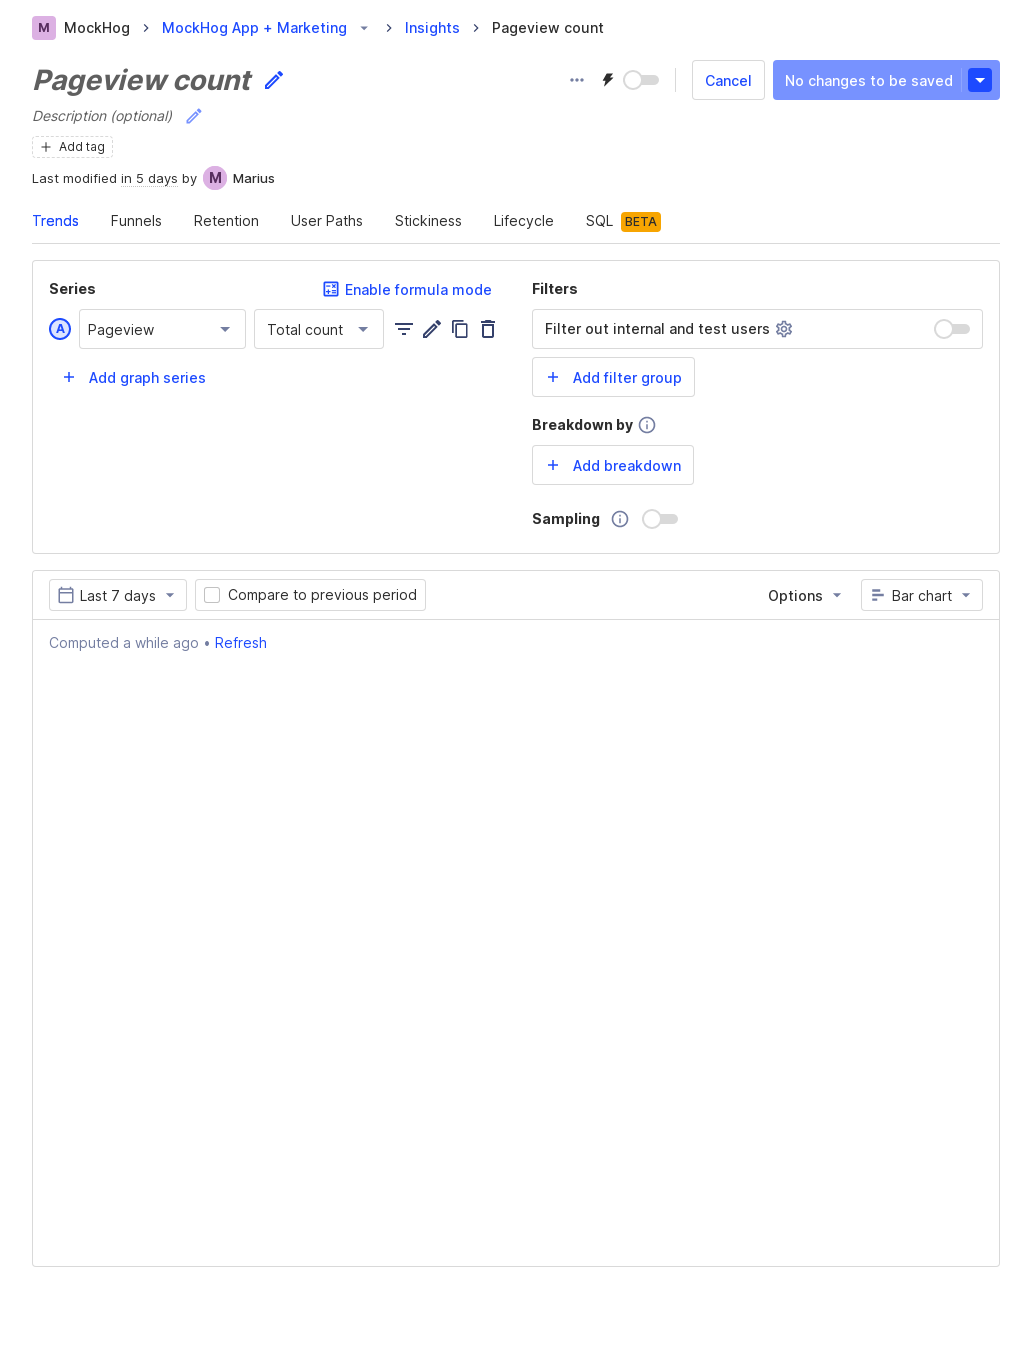 M MockHog MockHog App + Marketing Insights Pageview count
Pageview count
Cancel No changes to be saved
Description (optional)
Add tag
Last modified in 5 days by M Marius
Trends Funnels Retention User Paths Stickiness Lifecycle SQL BETA
Series Enable formula mode
A Pageview Total count
Add graph series
Filters
Filter out internal and test users
Add filter group
Breakdown by
Add breakdown
Sampling
Last 7 days Compare to previous period Options Bar chart
Computed a while ago • Refresh